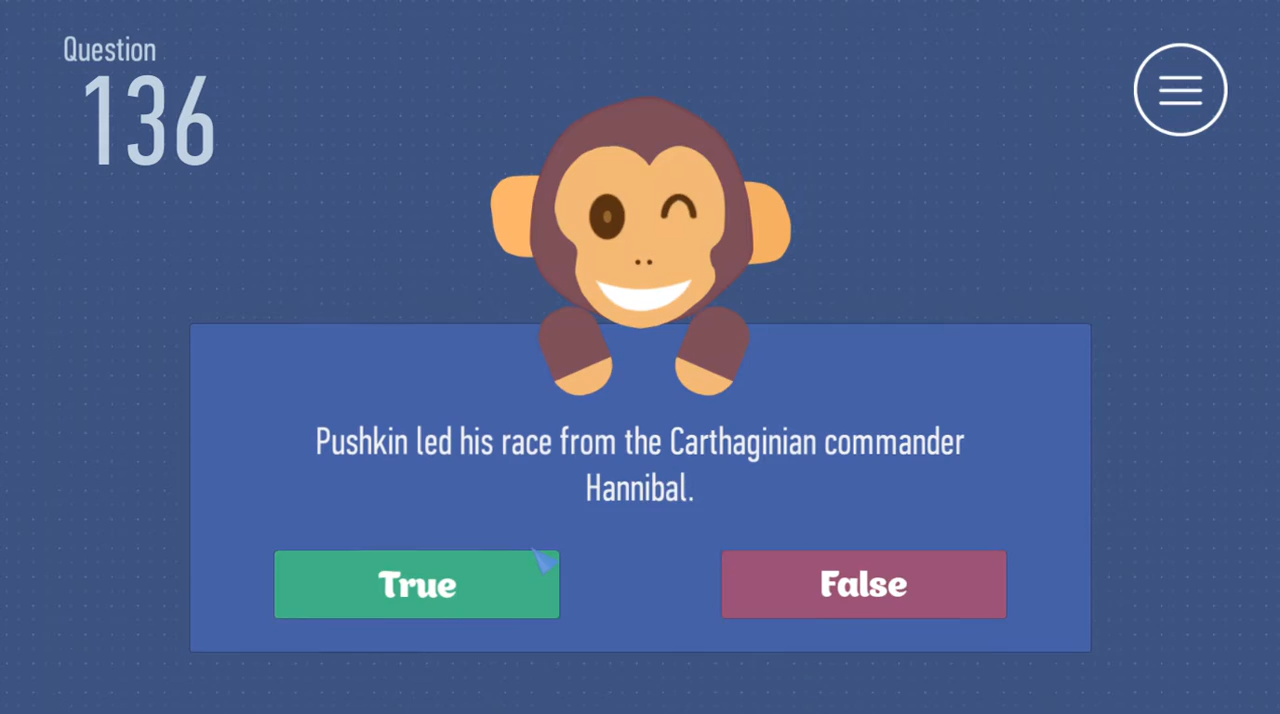 Question
136
Pushkin led his race from the Carthaginian commander
Hannibal.
True
False